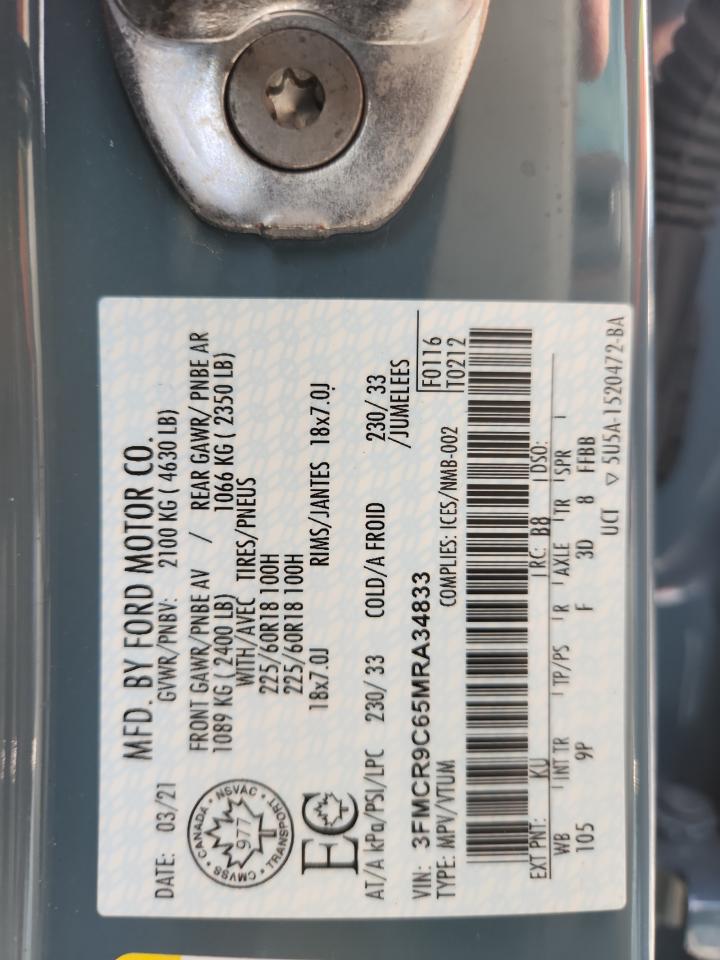 MFD. BY FORD MOTOR CO.
DATE: 03/21 GVWR/PNBV: 2100 KG ( 4630 LB)
FRONT GAWR/PNBE AV / REAR GAWR/ PNBE AR
1089 KG ( 2400 LB) 1066 KG ( 2350 LB)
WITH/AVEC TIRES/PNEUS
225/60R18 100H
225/60R18 100H
RIMS/JANTES 18x7.0J
18x7.0J
CANADA • NSVAC • TRANSPORT • CMVSS •
977
EC
AT/A kPa/PSI/LPC 230/ 33 COLD/A FROID 230/ 33
/JUMELEES
VIN: 3FMCR9C65MRA34833
F0116
TYPE: MPV/VTUM COMPLIES: ICES/NMB-002 T0212
EXT PNT: KU RC: B8 DSO:
WB INT TR TP/PS R AXLE TR SPR
105 9P F 3D 8 FFBB
UCT ▽ 5U5A-1520472-BA